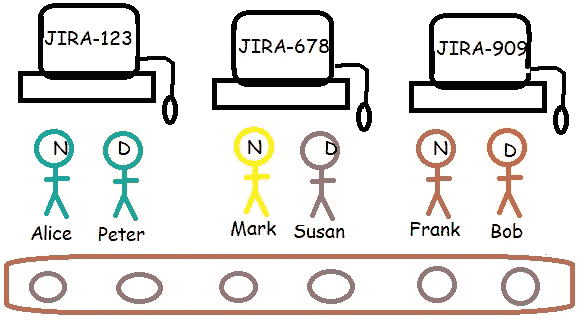 JIRA-123 JIRA-678 JIRA-909
N D N D N D
Alice Peter Mark Susan Frank Bob